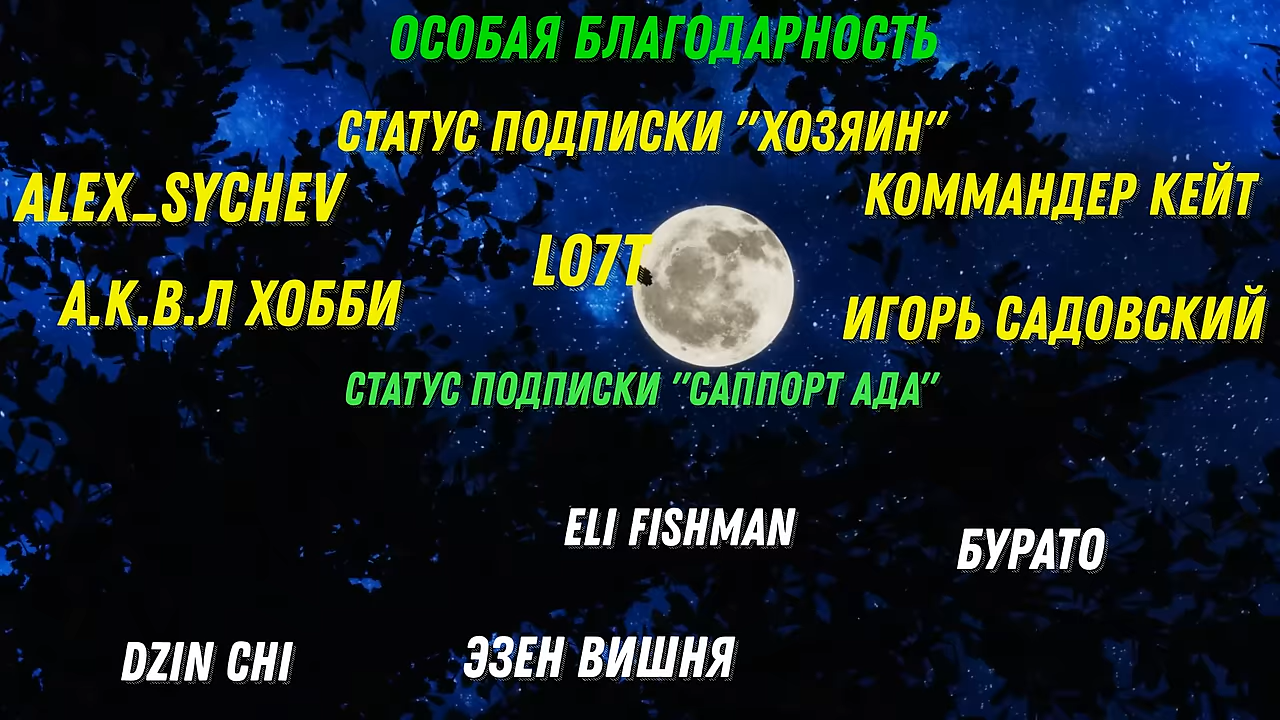 ОСОБАЯ БЛАГОДАРНОСТЬ
СТАТУС ПОДПИСКИ "ХОЗЯИН"
ALEX_SYCHEV
КОММАНДЕР КЕЙТ
LO7T
А.К.В.Л ХОББИ
ИГОРЬ САДОВСКИЙ
СТАТУС ПОДПИСКИ "САППОРТ АДА"
ELI FISHMAN
БУРАТО
DZIN CHI
ЭЗЕН ВИШНЯ